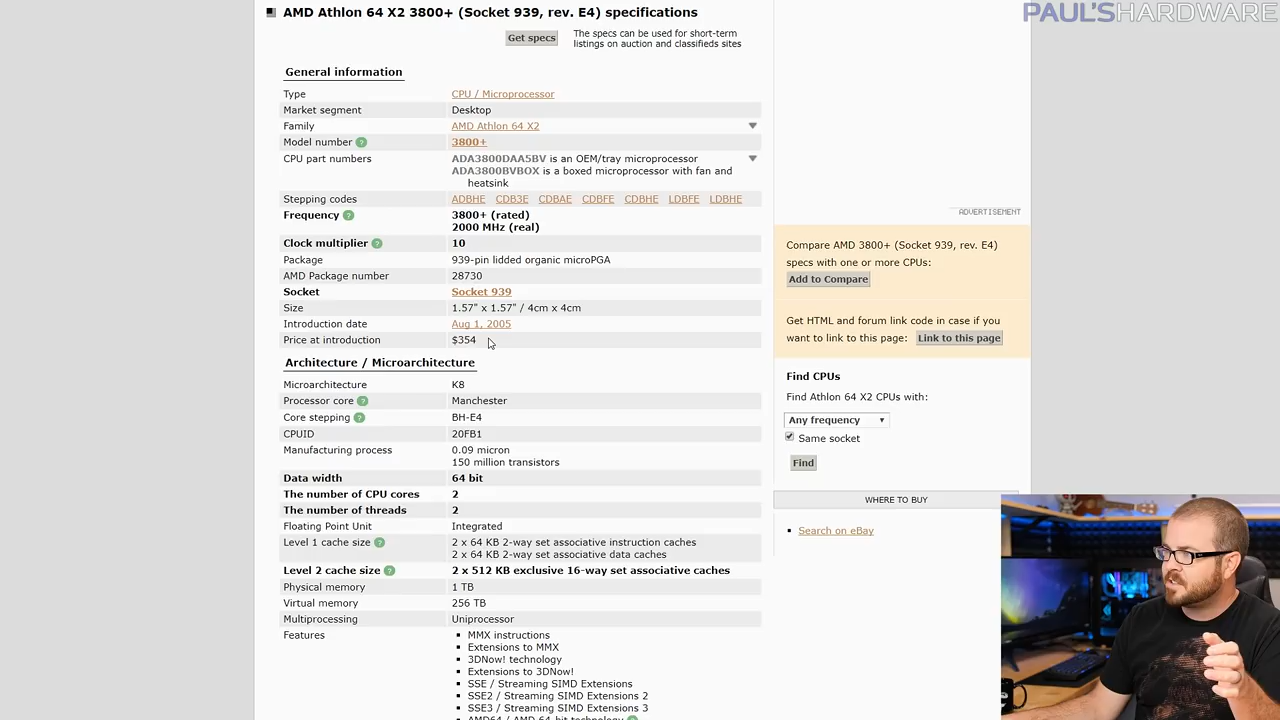 PAUL'S HARDWARE
AMD Athlon 64 X2 3800+ (Socket 939, rev. E4) specifications
Get specs
The specs can be used for short-term
listings on auction and classifieds sites
General information
Type CPU / Microprocessor
Market segment Desktop
Family AMD Athlon 64 X2
Model number ? 3800+
CPU part numbers ADA3800DAA5BV is an OEM/tray microprocessor
ADA3800BVBOX is a boxed microprocessor with fan and
heatsink
Stepping codes ADBHE CDB3E CDBAE CDBFE CDBHE LDBFE LDBHE
Frequency ? 3800+ (rated)
2000 MHz (real)
Clock multiplier ? 10
Package 939-pin lidded organic microPGA
AMD Package number 28730
Socket Socket 939
Size 1.57" x 1.57" / 4cm x 4cm
Introduction date Aug 1, 2005
Price at introduction $354
Architecture / Microarchitecture
Microarchitecture K8
Processor core ? Manchester
Core stepping ? BH-E4
CPUID 20FB1
Manufacturing process 0.09 micron
150 million transistors
Data width 64 bit
The number of CPU cores 2
The number of threads 2
Floating Point Unit Integrated
Level 1 cache size ? 2 x 64 KB 2-way set associative instruction caches
2 x 64 KB 2-way set associative data caches
Level 2 cache size ? 2 x 512 KB exclusive 16-way set associative caches
Physical memory 1 TB
Virtual memory 256 TB
Multiprocessing Uniprocessor
Features MMX instructions
Extensions to MMX
3DNow! technology
Extensions to 3DNow!
SSE / Streaming SIMD Extensions
SSE2 / Streaming SIMD Extensions 2
SSE3 / Streaming SIMD Extensions 3
AMD64 / AMD 64-bit technology ?
ADVERTISEMENT
Compare AMD 3800+ (Socket 939, rev. E4)
specs with one or more CPUs:
Add to Compare
Get HTML and forum link code in case if you
want to link to this page: Link to this page
Find CPUs
Find Athlon 64 X2 CPUs with:
Any frequency
Same socket
Find
WHERE TO BUY
Search on eBay